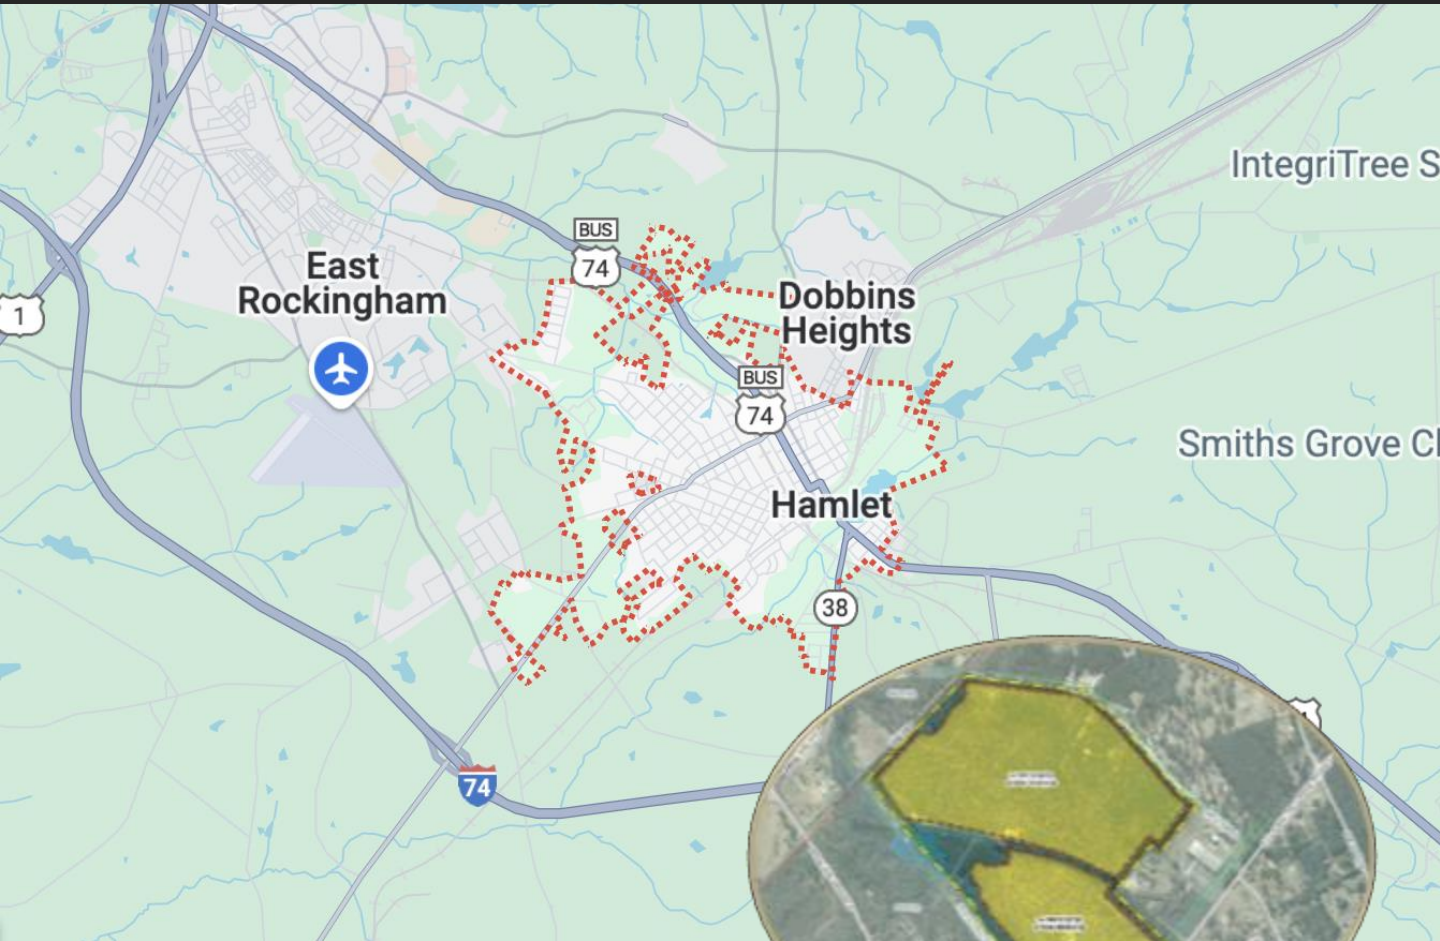 IntegriTree S
BUS
74
East
Rockingham
Dobbins
Heights
1
BUS
74
Smiths Grove Cl
Hamlet
38
74